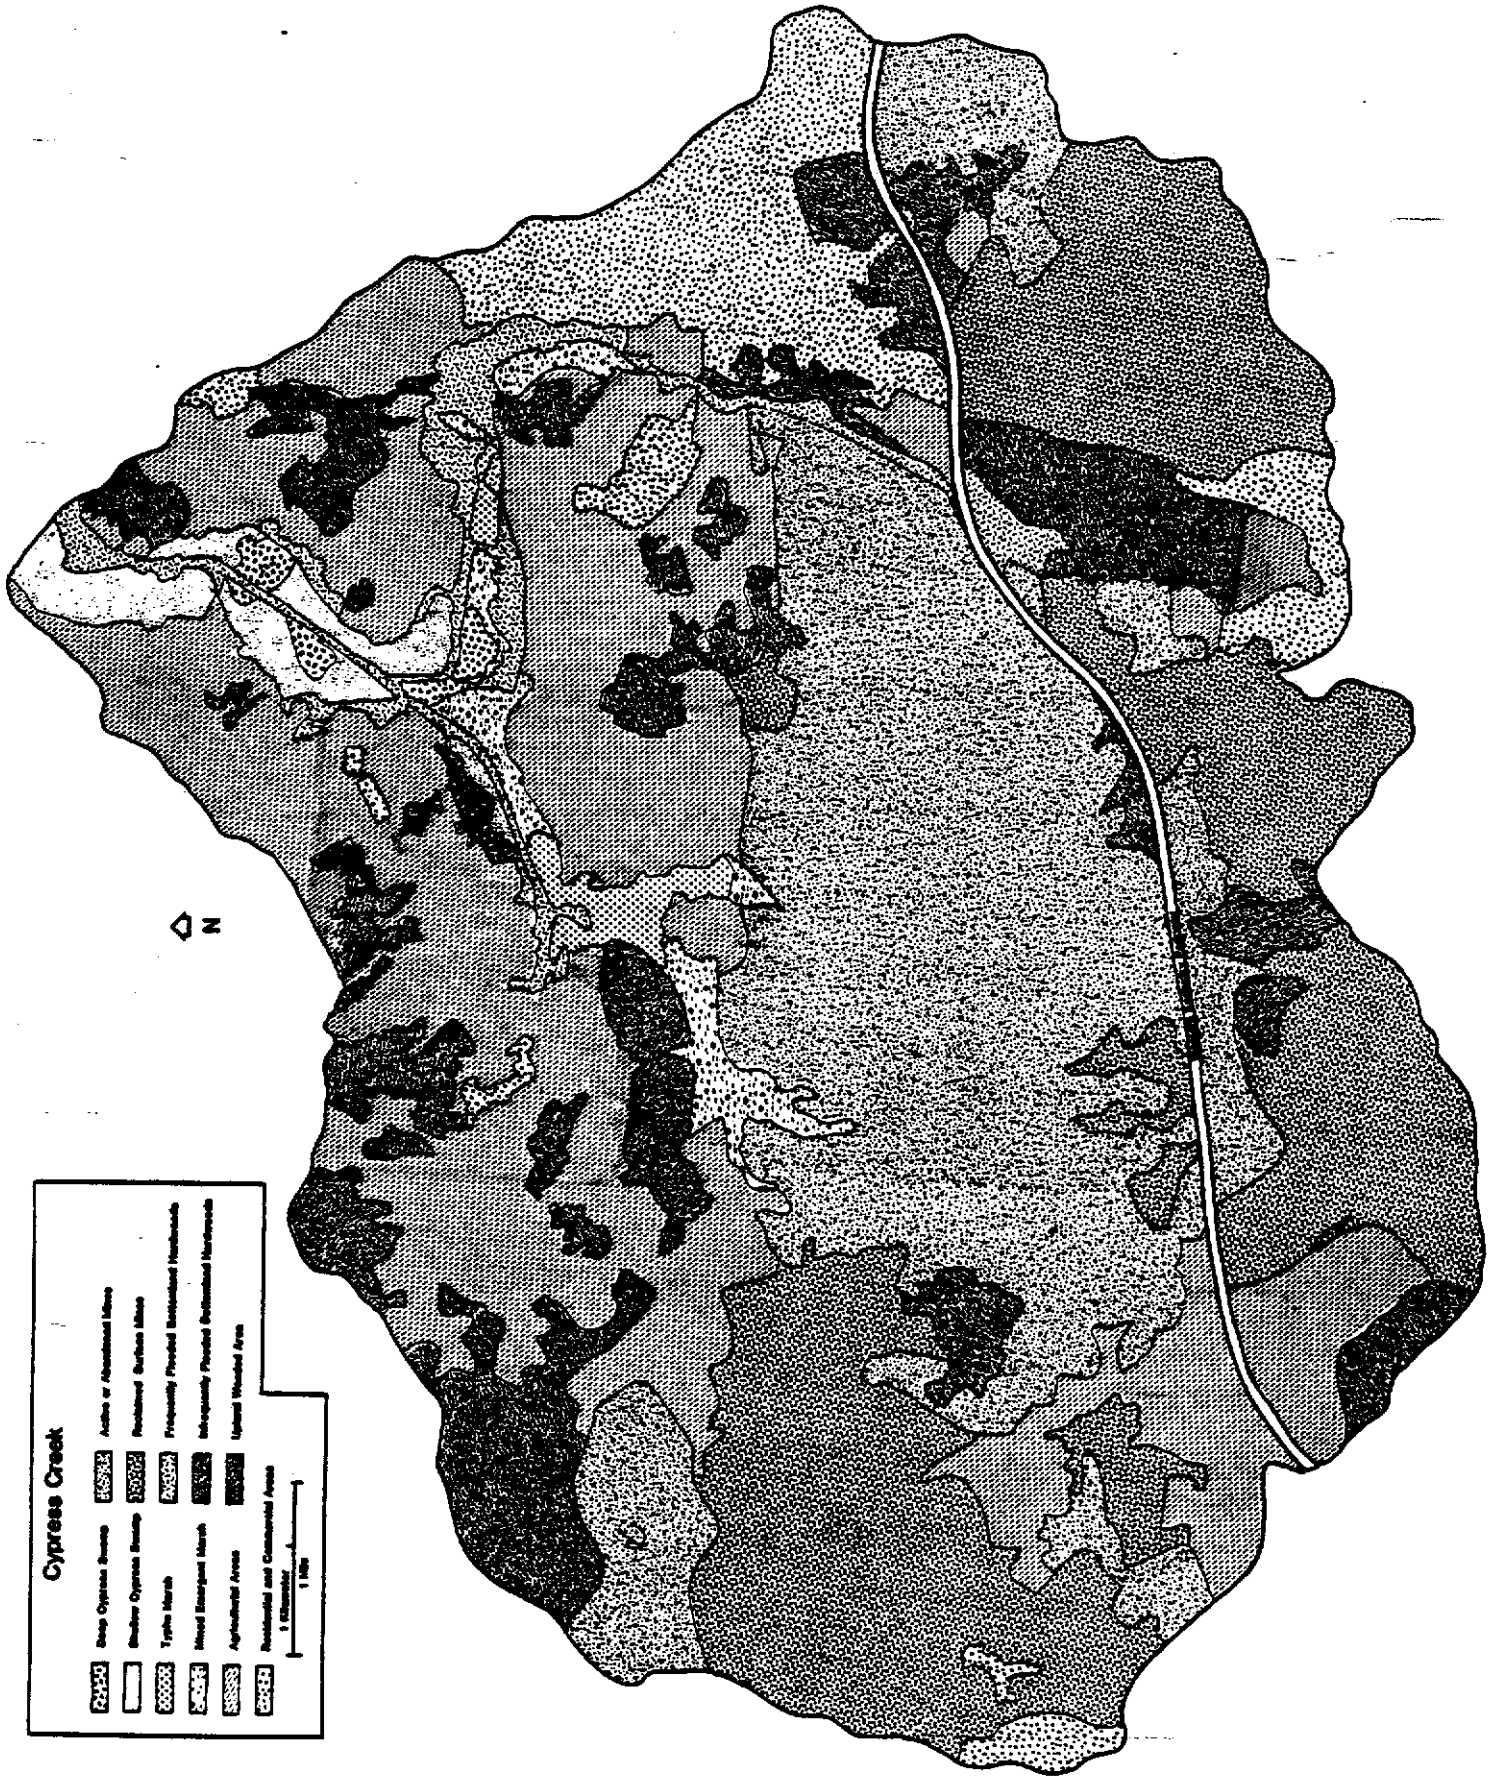 Cypress Creek
Deep Cypress Swamp
Shallow Cypress Swamp
Typha Marsh
Mixed Emergent Marsh
Agricultural Areas
Residential and Commercial Areas
Active or Abandoned Mines
Reclaimed Surface Mines
Frequently Flooded Bottomland Hardwoods
Infrequently Flooded Bottomland Hardwoods
Upland Wooded Area
1 Kilometer
1 Mile
N